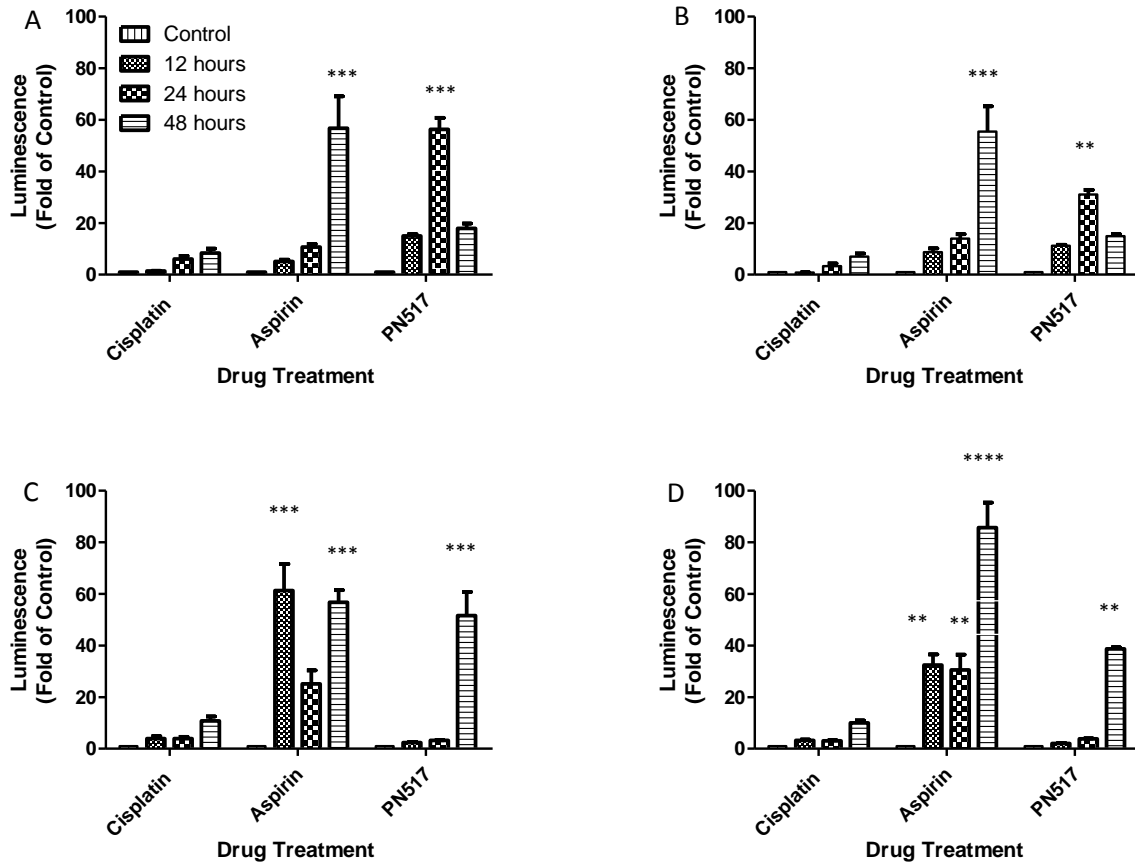 A
Control
12 hours
24 hours
48 hours
Luminescence
(Fold of Control)
100
80
60
40
20
0
***
***
Cisplatin
Aspirin
PN517
Drug Treatment
B
Luminescence
(Fold of Control)
100
80
60
40
20
0
***
**
Cisplatin
Aspirin
PN517
Drug Treatment
C
Luminescence
(Fold of Control)
100
80
60
40
20
0
***
***
***
Cisplatin
Aspirin
PN517
Drug Treatment
D
Luminescence
(Fold of Control)
100
80
60
40
20
0
**
**
****
**
Cisplatin
Aspirin
PN517
Drug Treatment